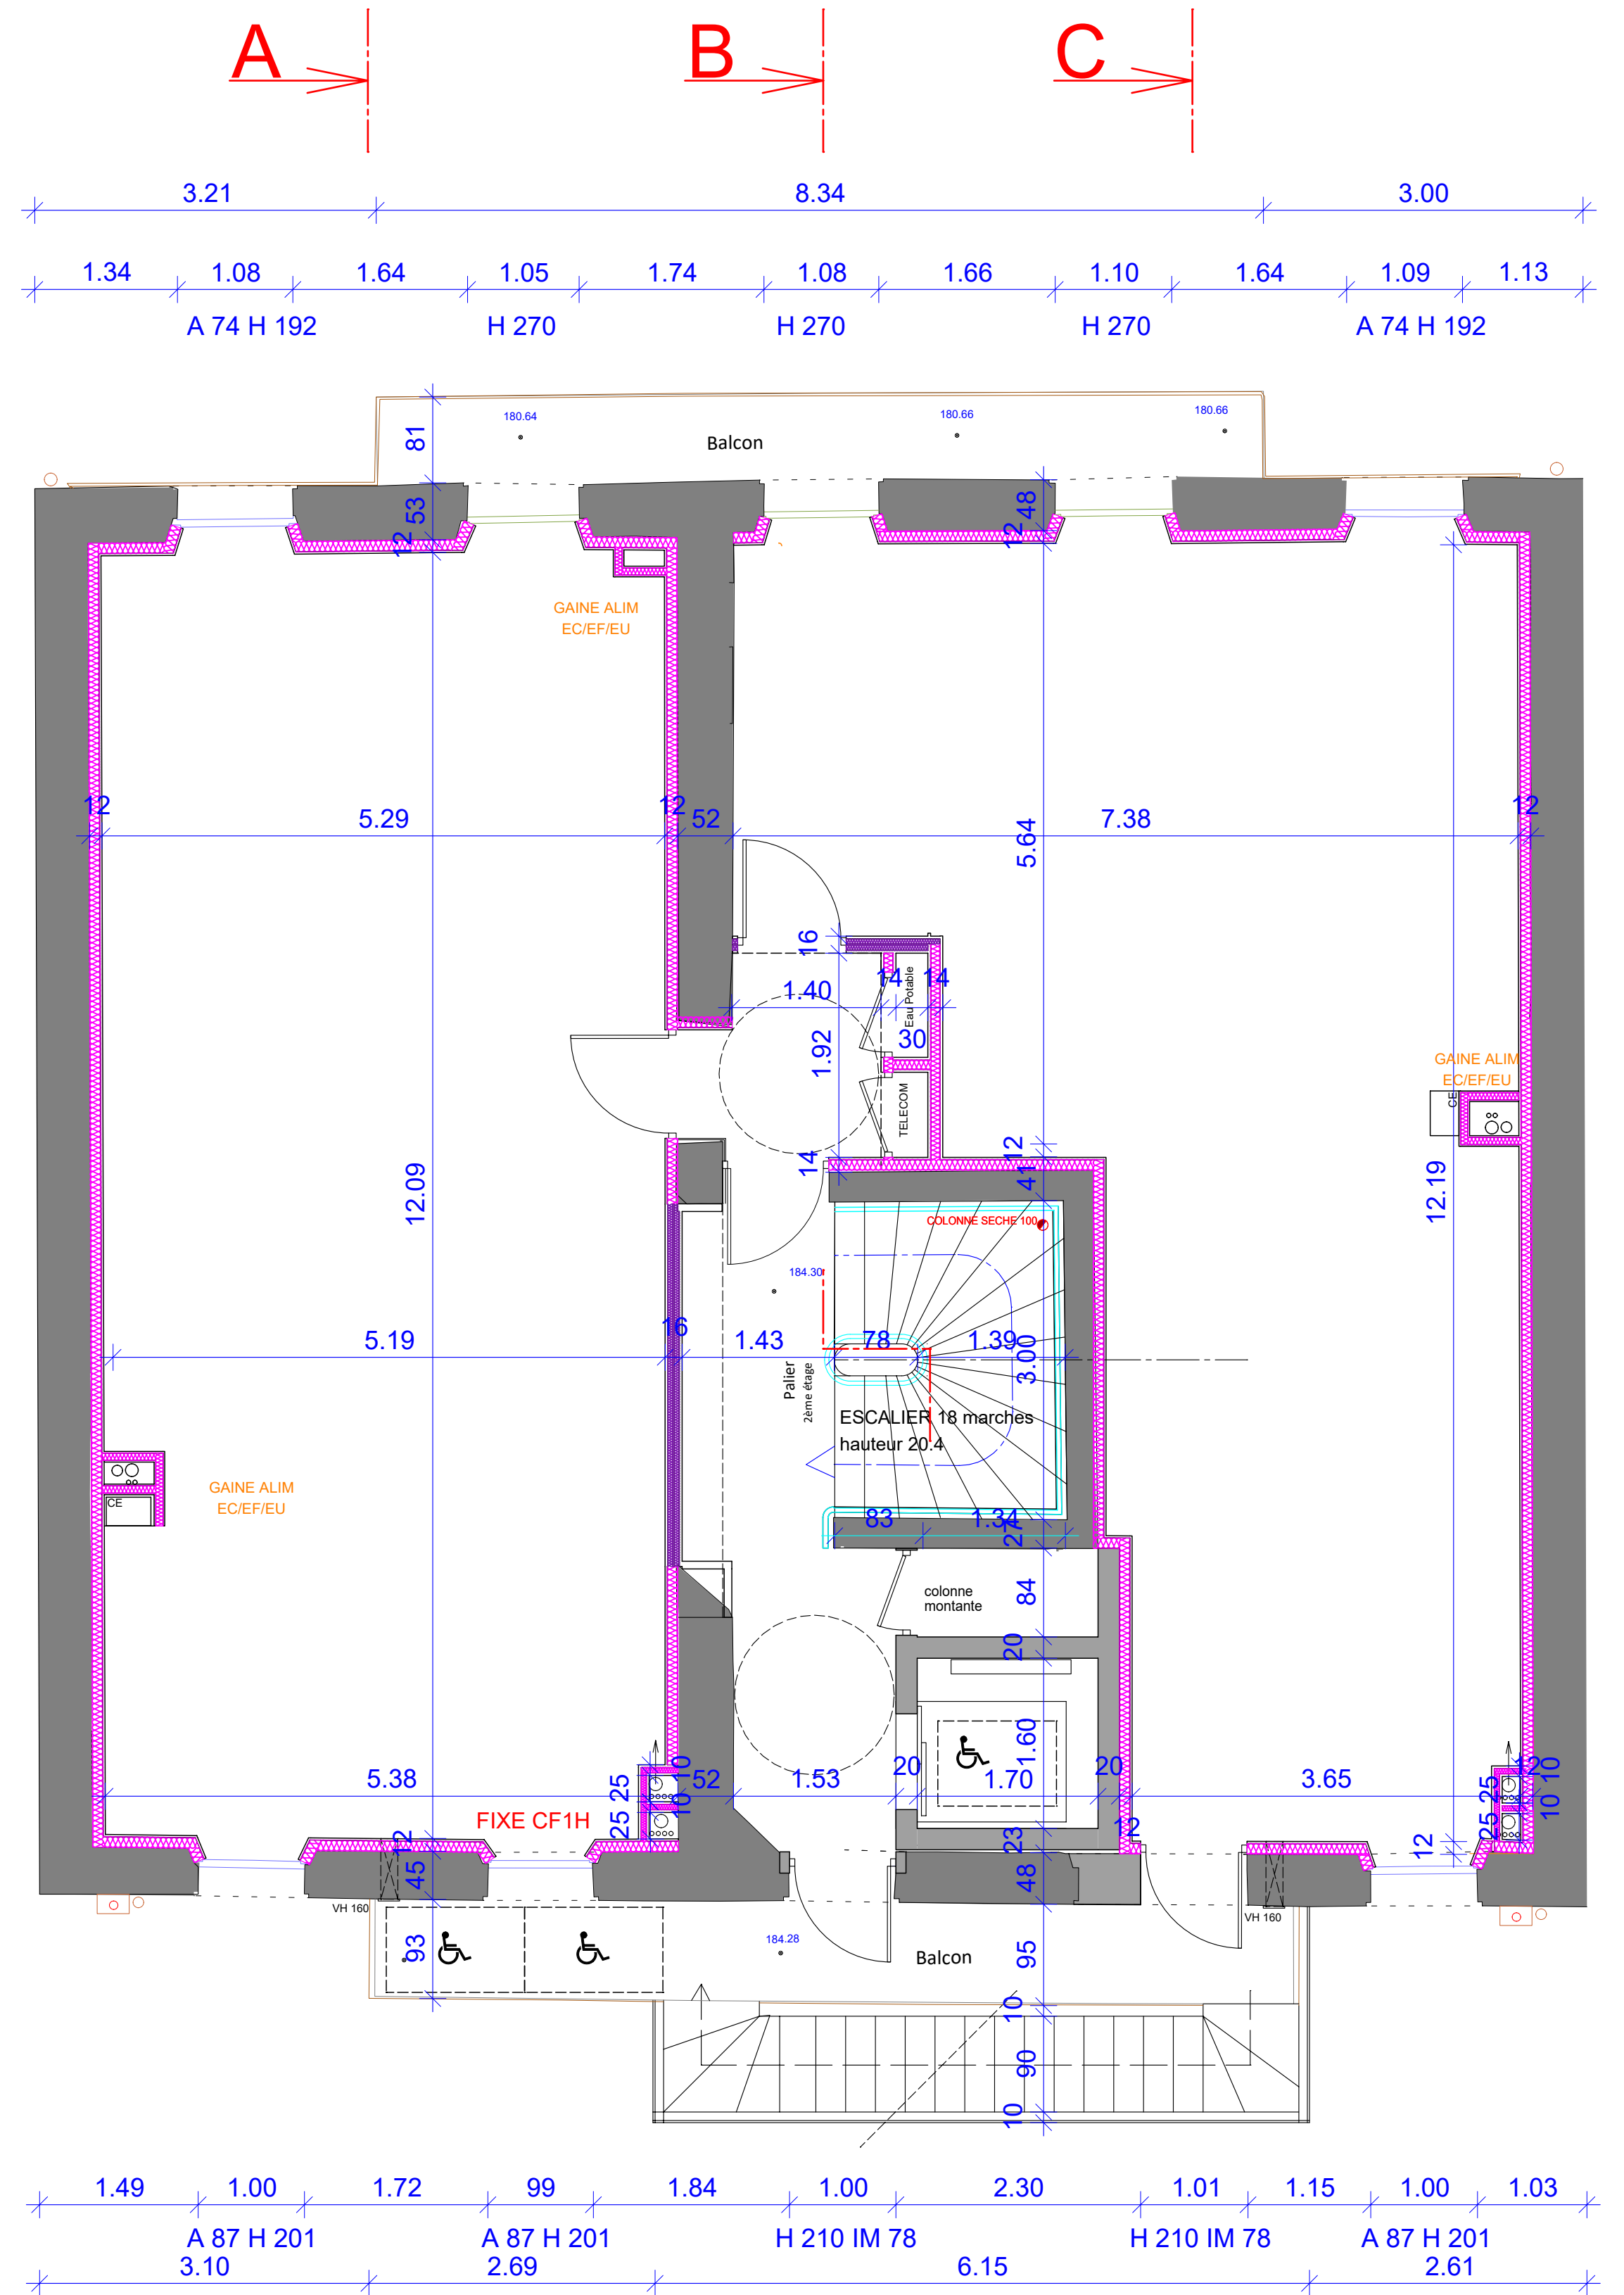 A
B
C
3.21
8.34
3.00
1.34
1.08
1.64
1.05
1.74
1.08
1.66
1.10
1.64
1.09
1.13
A 74 H 192
H 270
H 270
H 270
A 74 H 192
180.64
180.66
180.66
81
Balcon
53
48
12
12
GAINE ALIM
EC/EF/EU
12
5.29
12
52
7.38
12
5.64
16
14
14
1.40
Eau Potable
30
1.92
TELECOM
GAINE ALIM
EC/EF/EU
CE
14
12
41
12.09
12.19
COLONNE SECHE 100
184.30
5.19
16
1.43
78
1.39
3.00
Palier
2ème étage
ESCALIER 18 marches
hauteur 20.4
GAINE ALIM
EC/EF/EU
CE
83
1.34
27
colonne
montante
84
20
1.60
5.38
10
25
10
25
52
1.53
20
1.70
20
3.65
12
10
25
10
25
FIXE CF1H
12
12
23
12
45
48
VH 160
VH 160
93
184.28
Balcon
95
10
90
10
1.49
1.00
1.72
99
1.84
1.00
2.30
1.01
1.15
1.00
1.03
A 87 H 201
A 87 H 201
H 210 IM 78
H 210 IM 78
A 87 H 201
3.10
2.69
6.15
2.61